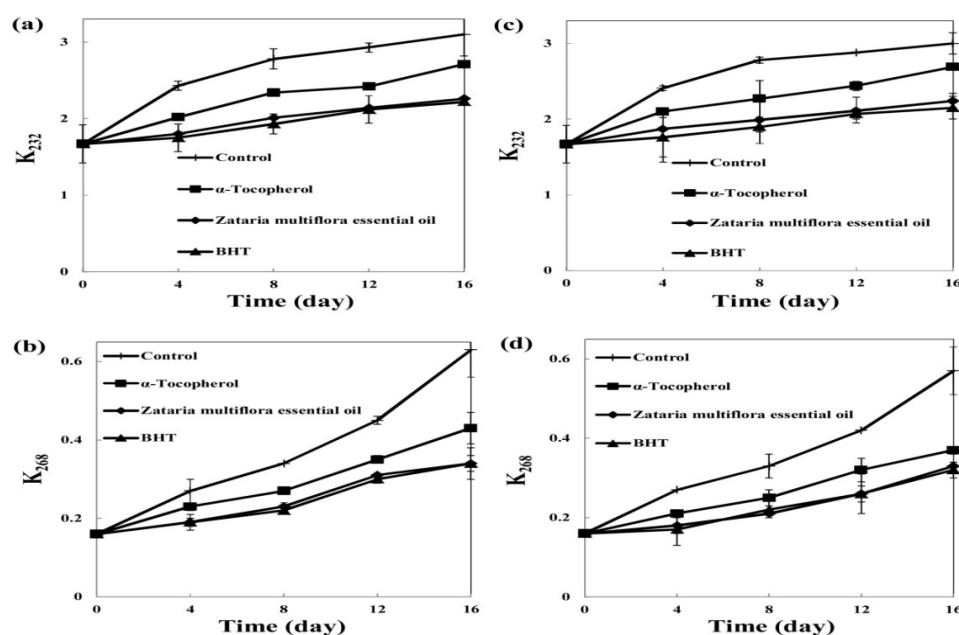 (a)
3
2
1
0
K232
Control
α-Tocopherol
Zataria multiflora essential oil
BHT
0 4 8 12 16
Time (day)
(c)
3
2
1
0
K232
Control
α-Tocopherol
Zataria multiflora essential oil
BHT
0 4 8 12 16
Time (day)
(b)
0.6
0.4
0.2
0
K268
Control
α-Tocopherol
Zataria multiflora essential oil
BHT
0 4 8 12 16
Time (day)
(d)
0.6
0.4
0.2
0
K268
Control
α-Tocopherol
Zataria multiflora essential oil
BHT
0 4 8 12 16
Time (day)